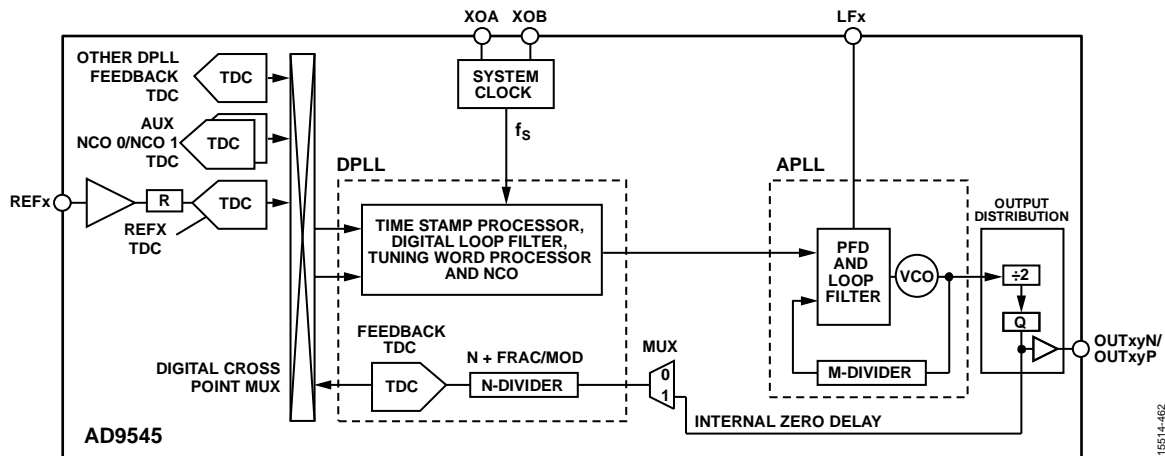 XOA XOB LFx
OTHER DPLL
FEEDBACK
TDC
TDC
SYSTEM
CLOCK
AUX
NCO 0/NCO 1
TDC
TDC
fS
DPLL
APLL
REFx
R
TDC
REFX
TDC
TIME STAMP PROCESSOR,
DIGITAL LOOP FILTER,
TUNING WORD PROCESSOR
AND NCO
PFD
AND
LOOP
FILTER
VCO
OUTPUT
DISTRIBUTION
÷2
Q
OUTxyN/
OUTxyP
FEEDBACK
TDC
TDC
N + FRAC/MOD
N-DIVIDER
MUX
0
1
M-DIVIDER
DIGITAL CROSS
POINT MUX
INTERNAL ZERO DELAY
AD9545
15514-462